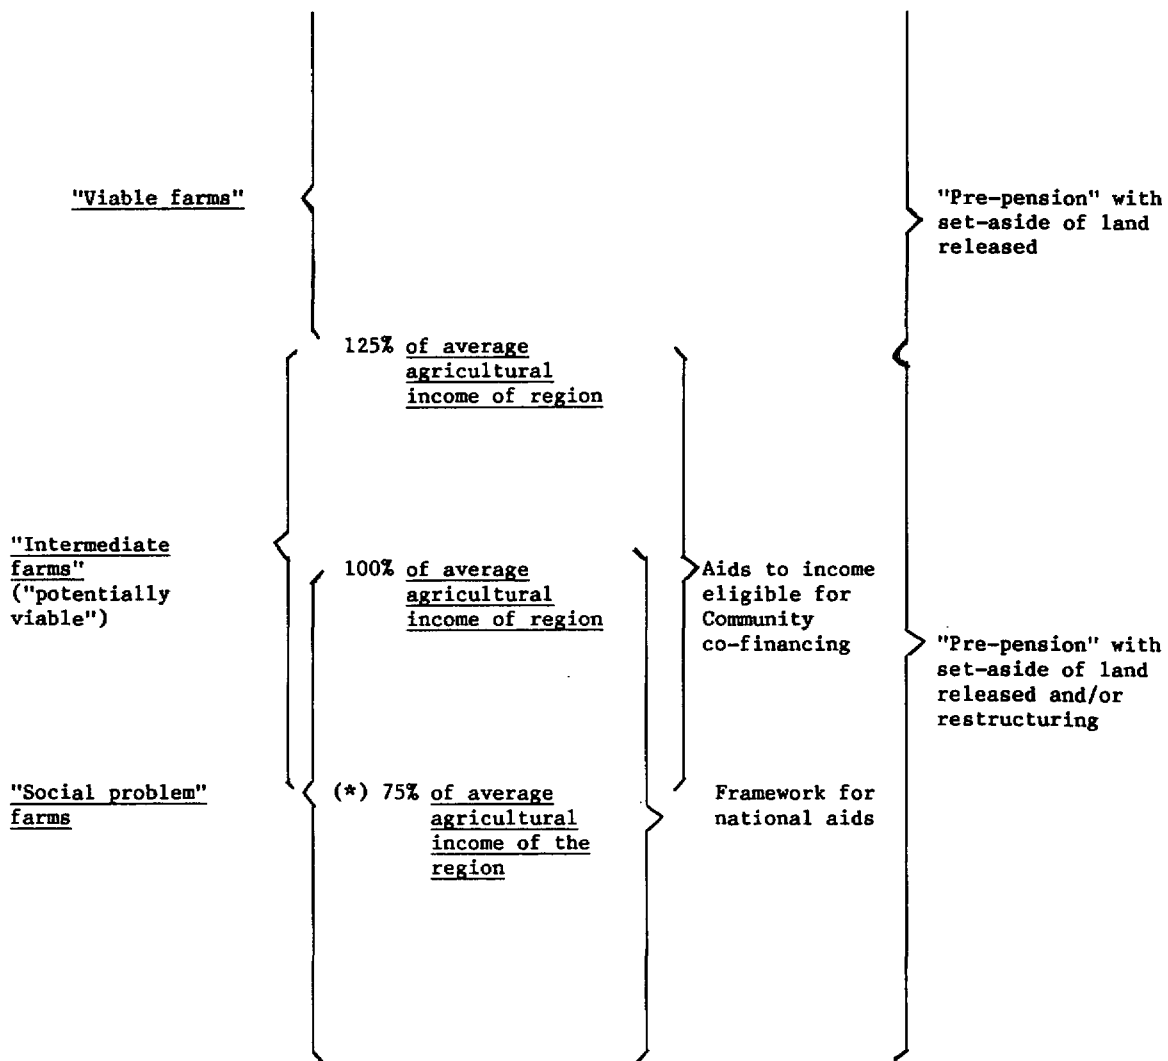 "Viable farms"
"Pre-pension" with
set-aside of land
released
125% of average
agricultural
income of region
"Intermediate
farms"
("potentially
viable")
100% of average
agricultural
income of region
Aids to income
eligible for
Community
co-financing
"Pre-pension" with
set-aside of land
released and/or
restructuring
"Social problem"
farms
(*) 75% of average
agricultural
income of the
region
Framework for
national aids